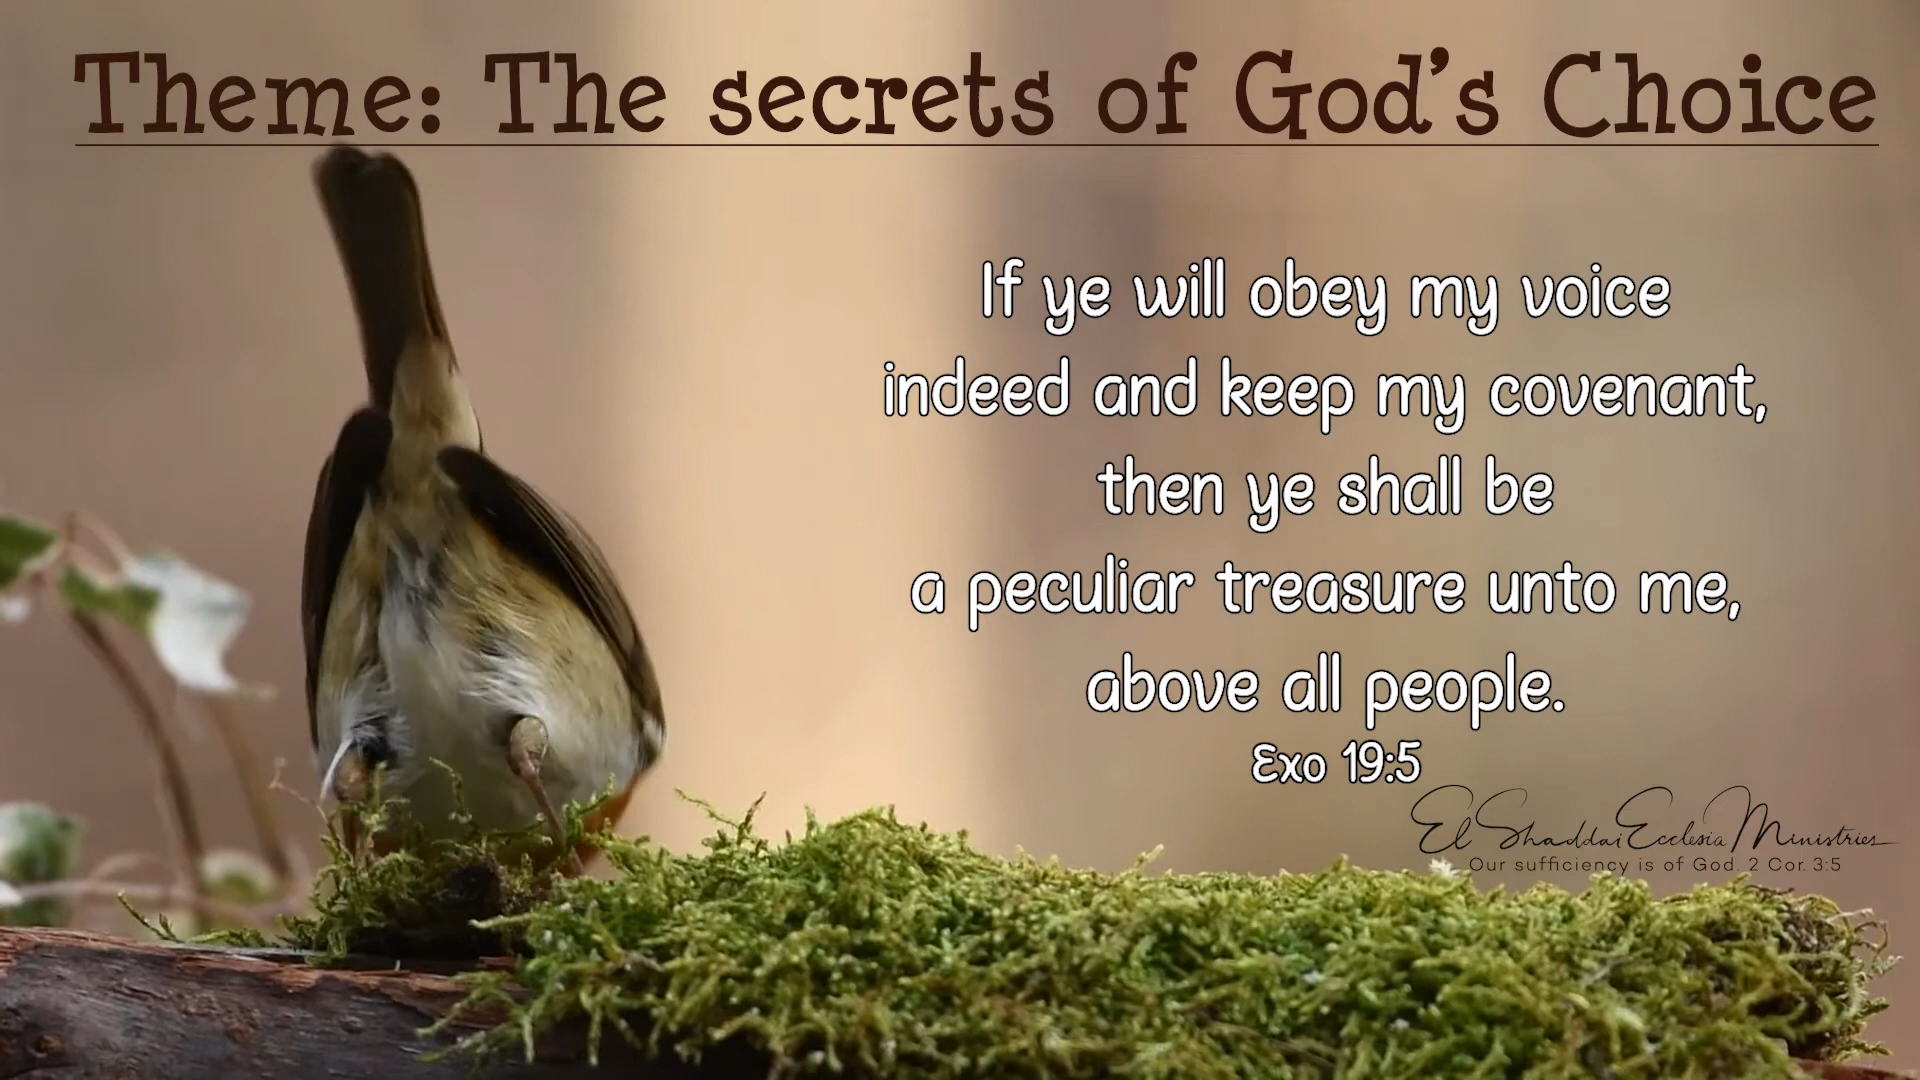 Theme: The secrets of God's Choice
If ye will obey my voice
indeed and keep my covenant,
then ye shall be
a peculiar treasure unto me,
above all people.
Exo 19:5
El Shaddai Ecclesia Ministries
Our sufficiency is of God. 2 Cor. 3:5